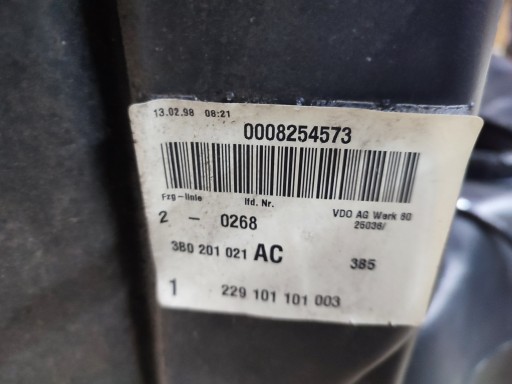 13.02.98 08:21
0008254573
Fzg-linie lfd. Nr. VDO AG Werk 60
2 - 0268 25036/
3B0 201 021 AC 385
1 229 101 101 003